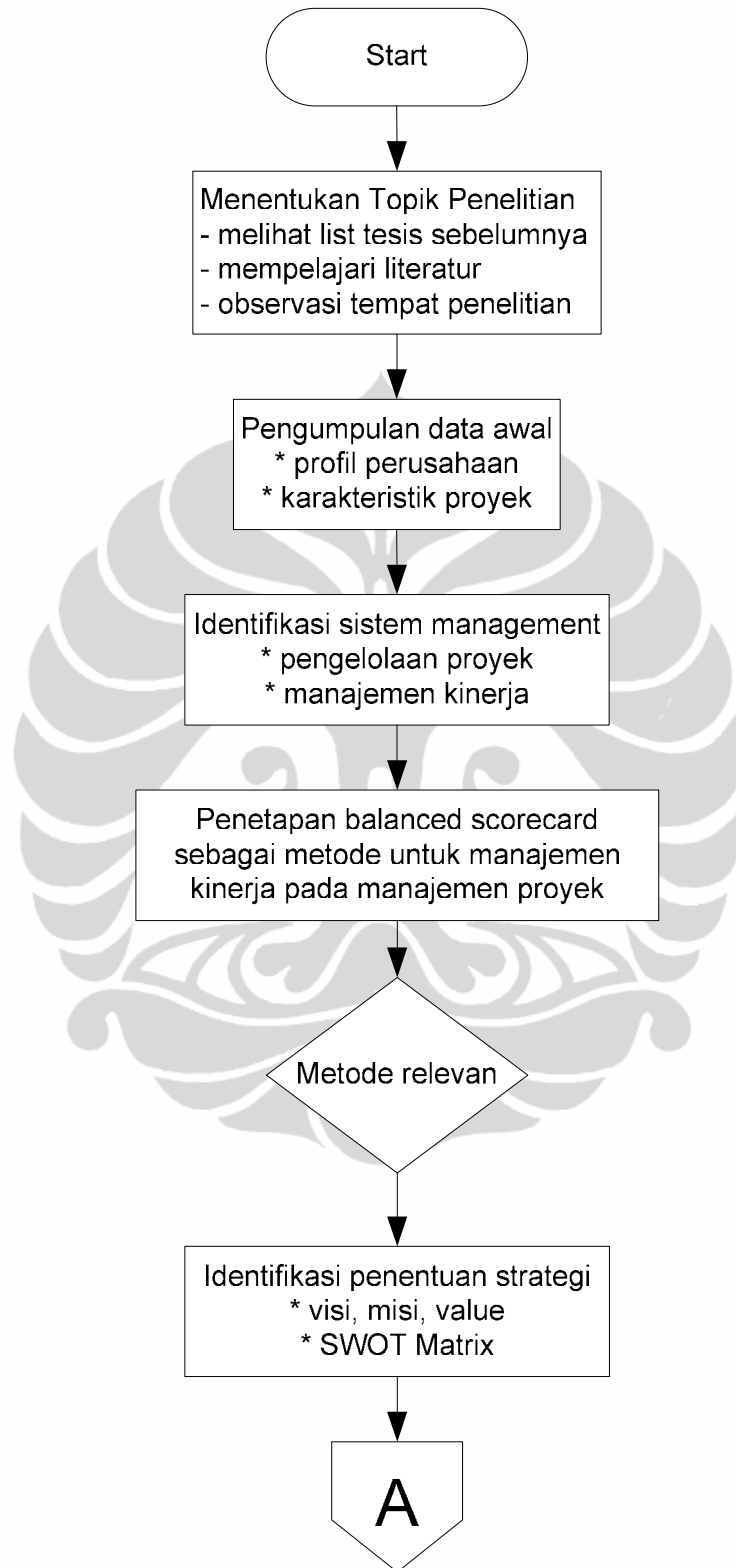 Start
Menentukan Topik Penelitian
- melihat list tesis sebelumnya
- mempelajari literatur
- observasi tempat penelitian
Pengumpulan data awal
* profil perusahaan
* karakteristik proyek
Identifikasi sistem management
* pengelolaan proyek
* manajemen kinerja
Penetapan balanced scorecard
sebagai metode untuk manajemen
kinerja pada manajemen proyek
Metode relevan
Identifikasi penentuan strategi
* visi, misi, value
* SWOT Matrix
A